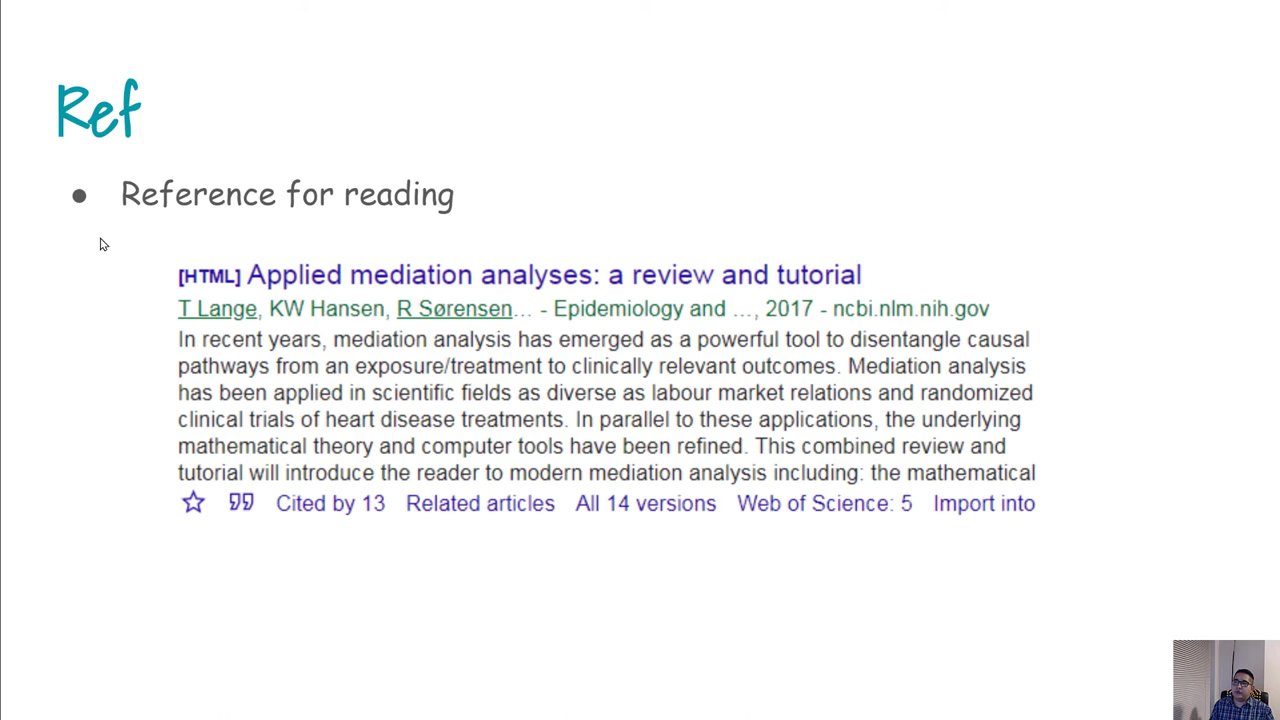 Ref
● Reference for reading
[HTML] Applied mediation analyses: a review and tutorial
T Lange, KW Hansen, R Sørensen… - Epidemiology and …, 2017 - ncbi.nlm.nih.gov
In recent years, mediation analysis has emerged as a powerful tool to disentangle causal
pathways from an exposure/treatment to clinically relevant outcomes. Mediation analysis
has been applied in scientific fields as diverse as labour market relations and randomized
clinical trials of heart disease treatments. In parallel to these applications, the underlying
mathematical theory and computer tools have been refined. This combined review and
tutorial will introduce the reader to modern mediation analysis including: the mathematical
Cited by 13 Related articles All 14 versions Web of Science: 5 Import into